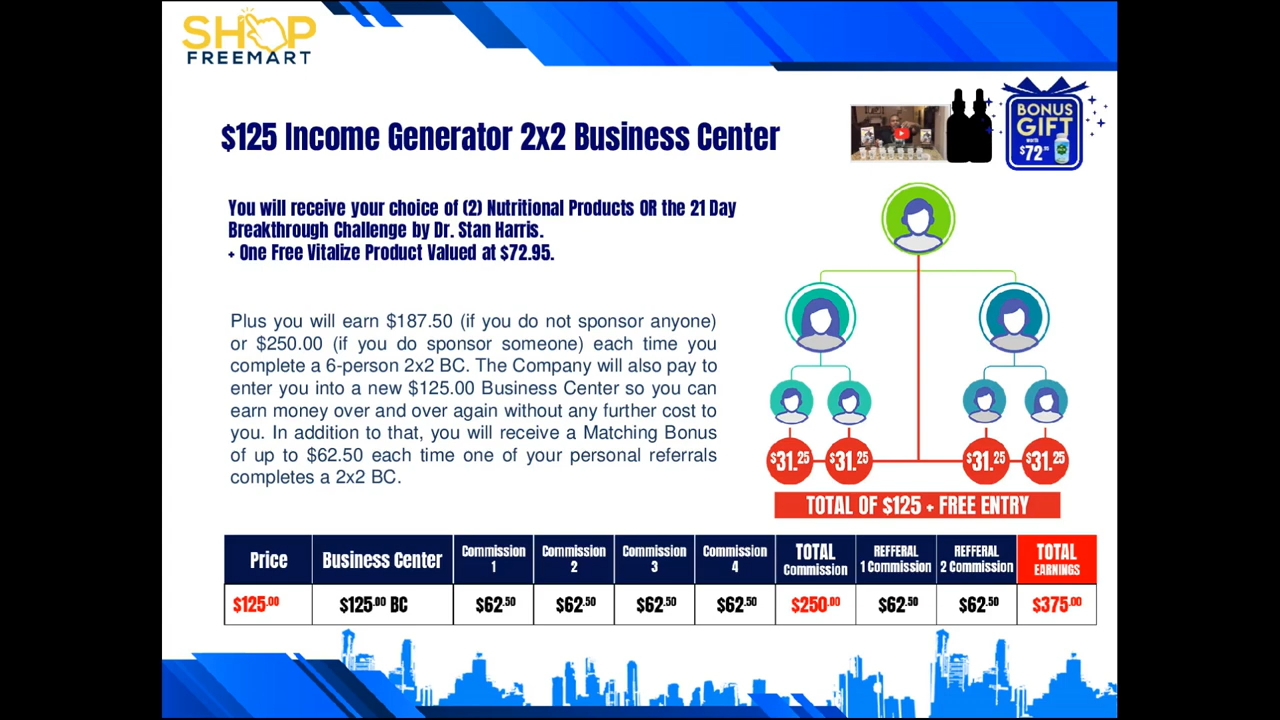 SHOP
FREEMART
$125 Income Generator 2x2 Business Center
BONUS
GIFT
$72
You will receive your choice of (2) Nutritional Products OR the 21 Day
Breakthrough Challenge by Dr. Stan Harris.
+ One Free Vitalize Product Valued at $72.95.
Plus you will earn $187.50 (if you do not sponsor anyone)
or $250.00 (if you do sponsor someone) each time you
complete a 6-person 2x2 BC. The Company will also pay to
enter you into a new $125.00 Business Center so you can
earn money over and over again without any further cost to
you. In addition to that, you will receive a Matching Bonus
of up to $62.50 each time one of your personal referrals
completes a 2x2 BC.
$31.25 $31.25 $31.25 $31.25
TOTAL OF $125 + FREE ENTRY
Price Business Center Commission 1 Commission 2 Commission 3 Commission 4 TOTAL Commission REFFERAL 1 Commission REFFERAL 2 Commission TOTAL EARNINGS
$125.00 $125.00 BC $62.50 $62.50 $62.50 $62.50 $250.00 $62.50 $62.50 $375.00